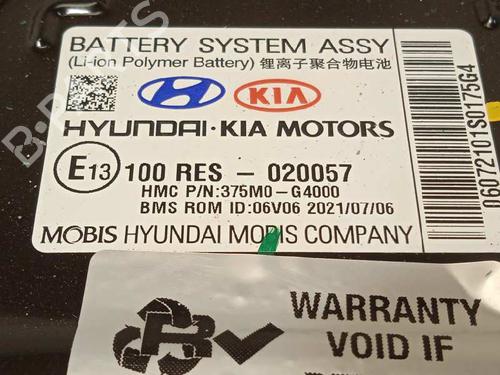 BATTERY SYSTEM ASSY
(Li-ion Polymer Battery) 锂离子聚合物电池
KIA
HYUNDAI·KIA MOTORS
E13 100 RES - 020057
HMC P/N:375M0-G4000
BMS ROM ID:06V06 2021/07/06
MOBIS HYUNDAI MOBIS COMPANY
06072101S0175G4
WARRANTY
VOID IF